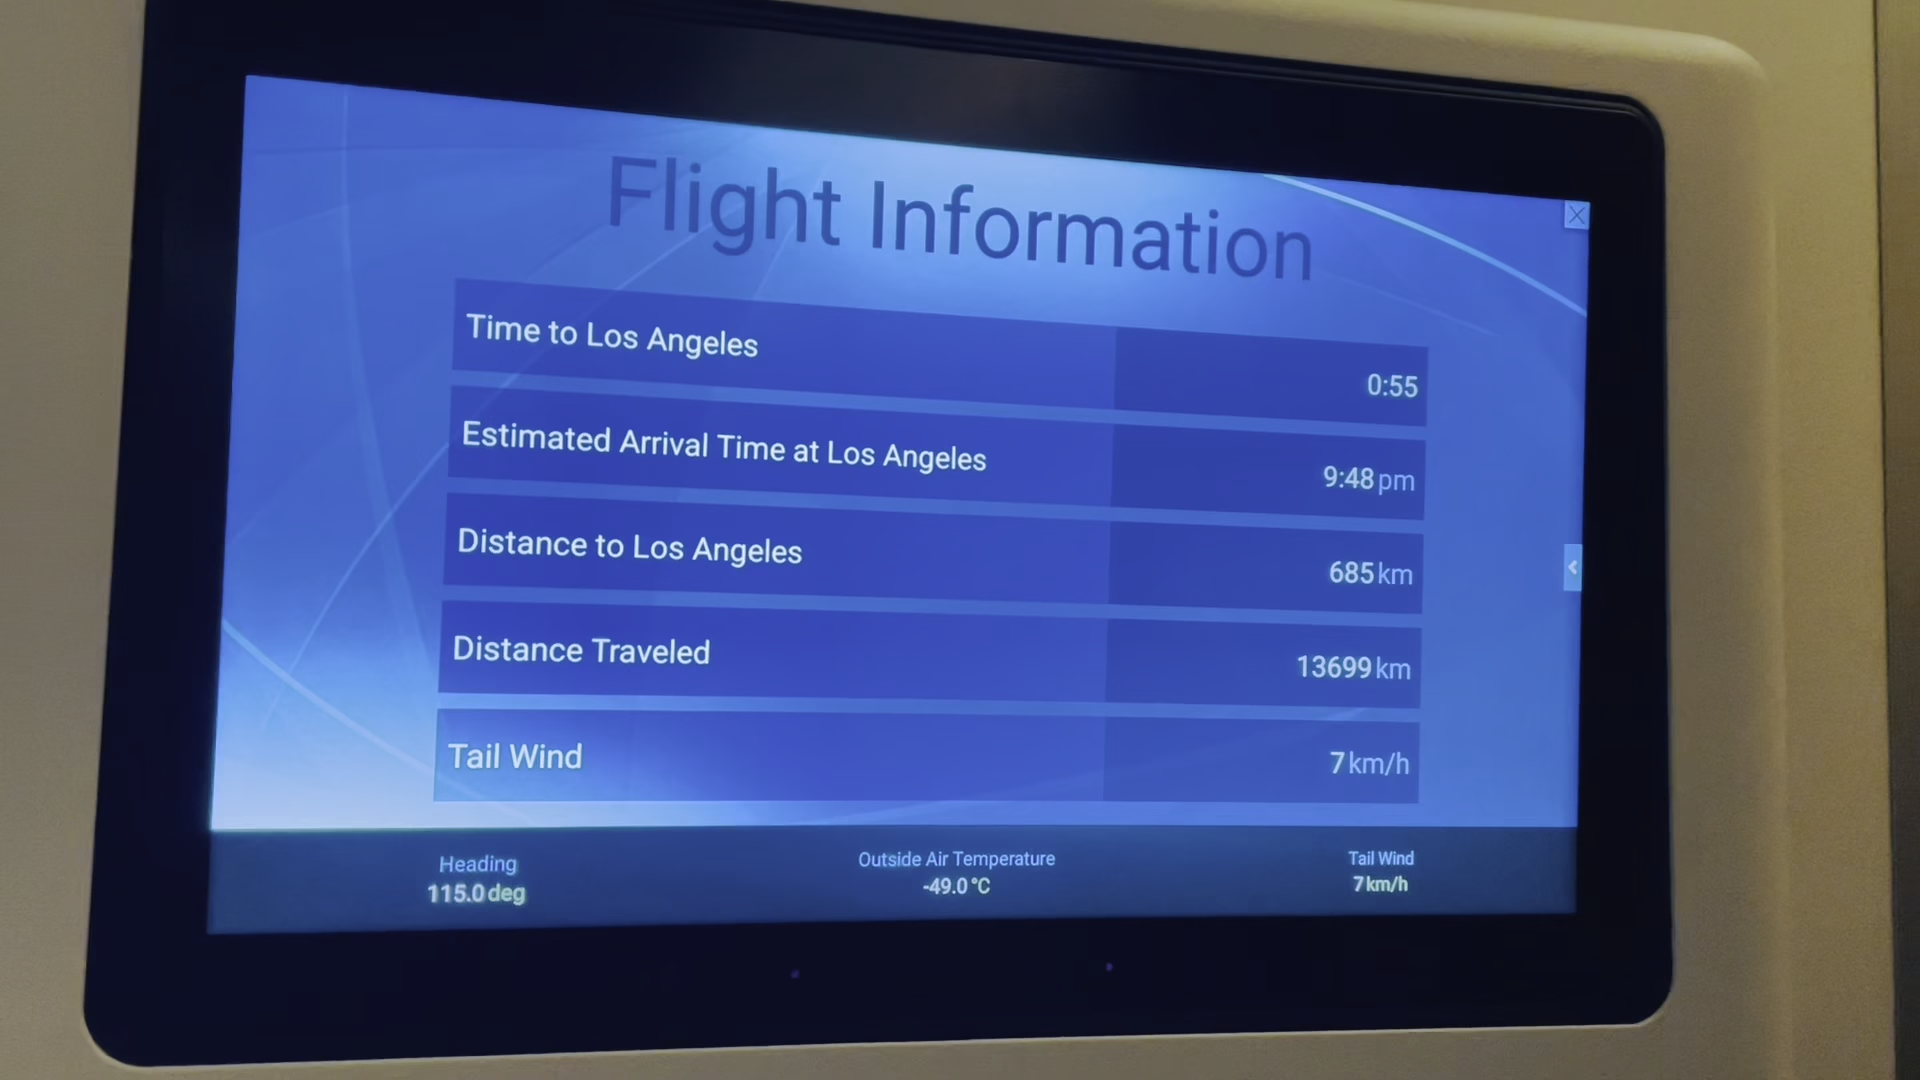 Flight Information
Time to Los Angeles 0:55
Estimated Arrival Time at Los Angeles 9:48 pm
Distance to Los Angeles 685 km
Distance Traveled 13699 km
Tail Wind 7 km/h
Heading Outside Air Temperature Tail Wind
115.0 deg -49.0 °C 7 km/h